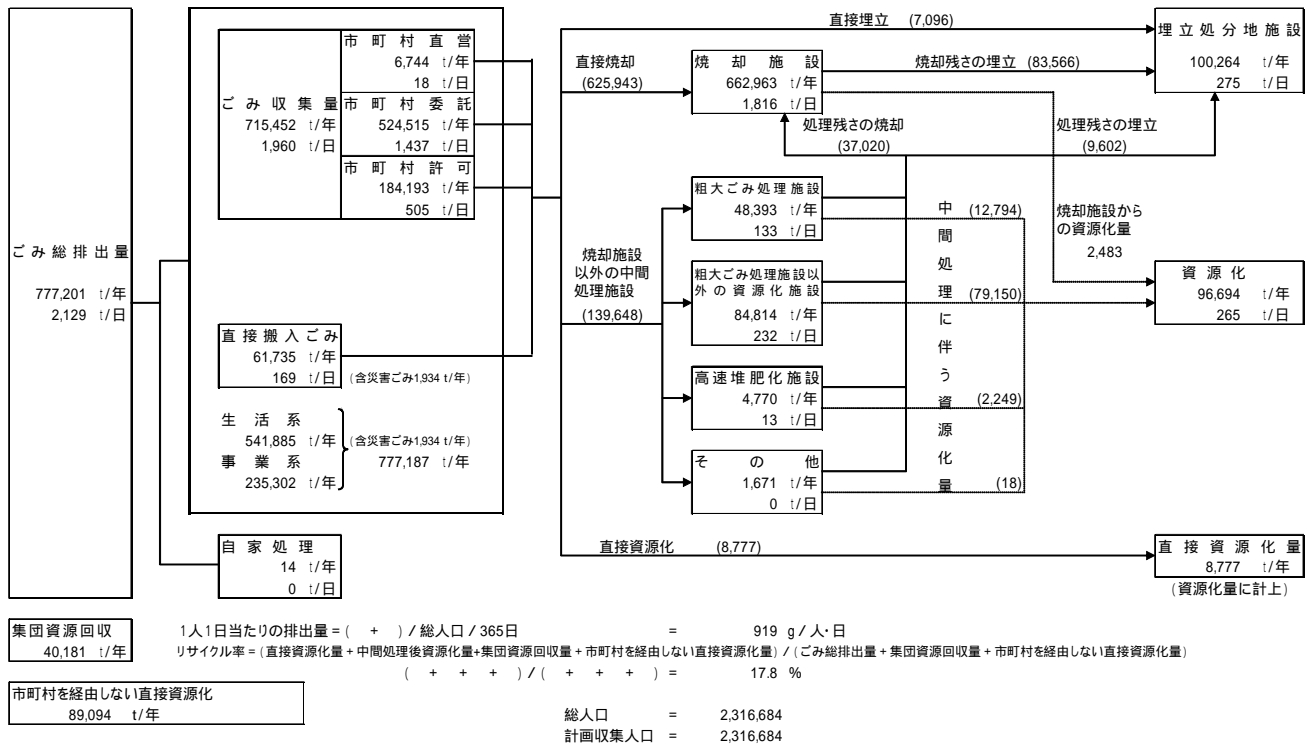 ごみ総排出量
777,201 t/年
2,129 t/日
ごみ収集量
715,452 t/年
1,960 t/日
市町村直営
6,744 t/年
18 t/日
市町村委託
524,515 t/年
1,437 t/日
市町村許可
184,193 t/年
505 t/日
直接搬入ごみ
61,735 t/年
169 t/日 (含災害ごみ1,934 t/年)
生活系
541,885 t/年 (含災害ごみ1,934 t/年)
事業系 777,187 t/年
235,302 t/年
自家処理
14 t/年
0 t/日
直接埋立 (7,096)
直接焼却
(625,943)
焼却施設
662,963 t/年
1,816 t/日
焼却残さの埋立 (83,566)
埋立処分地施設
100,264 t/年
275 t/日
処理残さの焼却
(37,020)
処理残さの埋立
(9,602)
焼却施設
以外の中間
処理施設
(139,648)
粗大ごみ処理施設
48,393 t/年
133 t/日
粗大ごみ処理施設以
外の資源化施設
84,814 t/年
232 t/日
高速堆肥化施設
4,770 t/年
13 t/日
その他
1,671 t/年
0 t/日
中間処理に伴う資源化量
(12,794)
(79,150)
(2,249)
(18)
焼却施設から
の資源化量
2,483
資源化
96,694 t/年
265 t/日
直接資源化 (8,777)
直接資源化量
8,777 t/年
(資源化量に計上)
集団資源回収
40,181 t/年
1人1日当たりの排出量=( + )/総人口/365日 = 919 g/人・日
リサイクル率=(直接資源化量+中間処理後資源化量+集団資源回収量+市町村を経由しない直接資源化量)/(ごみ総排出量+集団資源回収量+市町村を経由しない直接資源化量)
( + + + )/( + + + ) = 17.8 %
市町村を経由しない直接資源化
89,094 t/年
総人口 = 2,316,684
計画収集人口 = 2,316,684